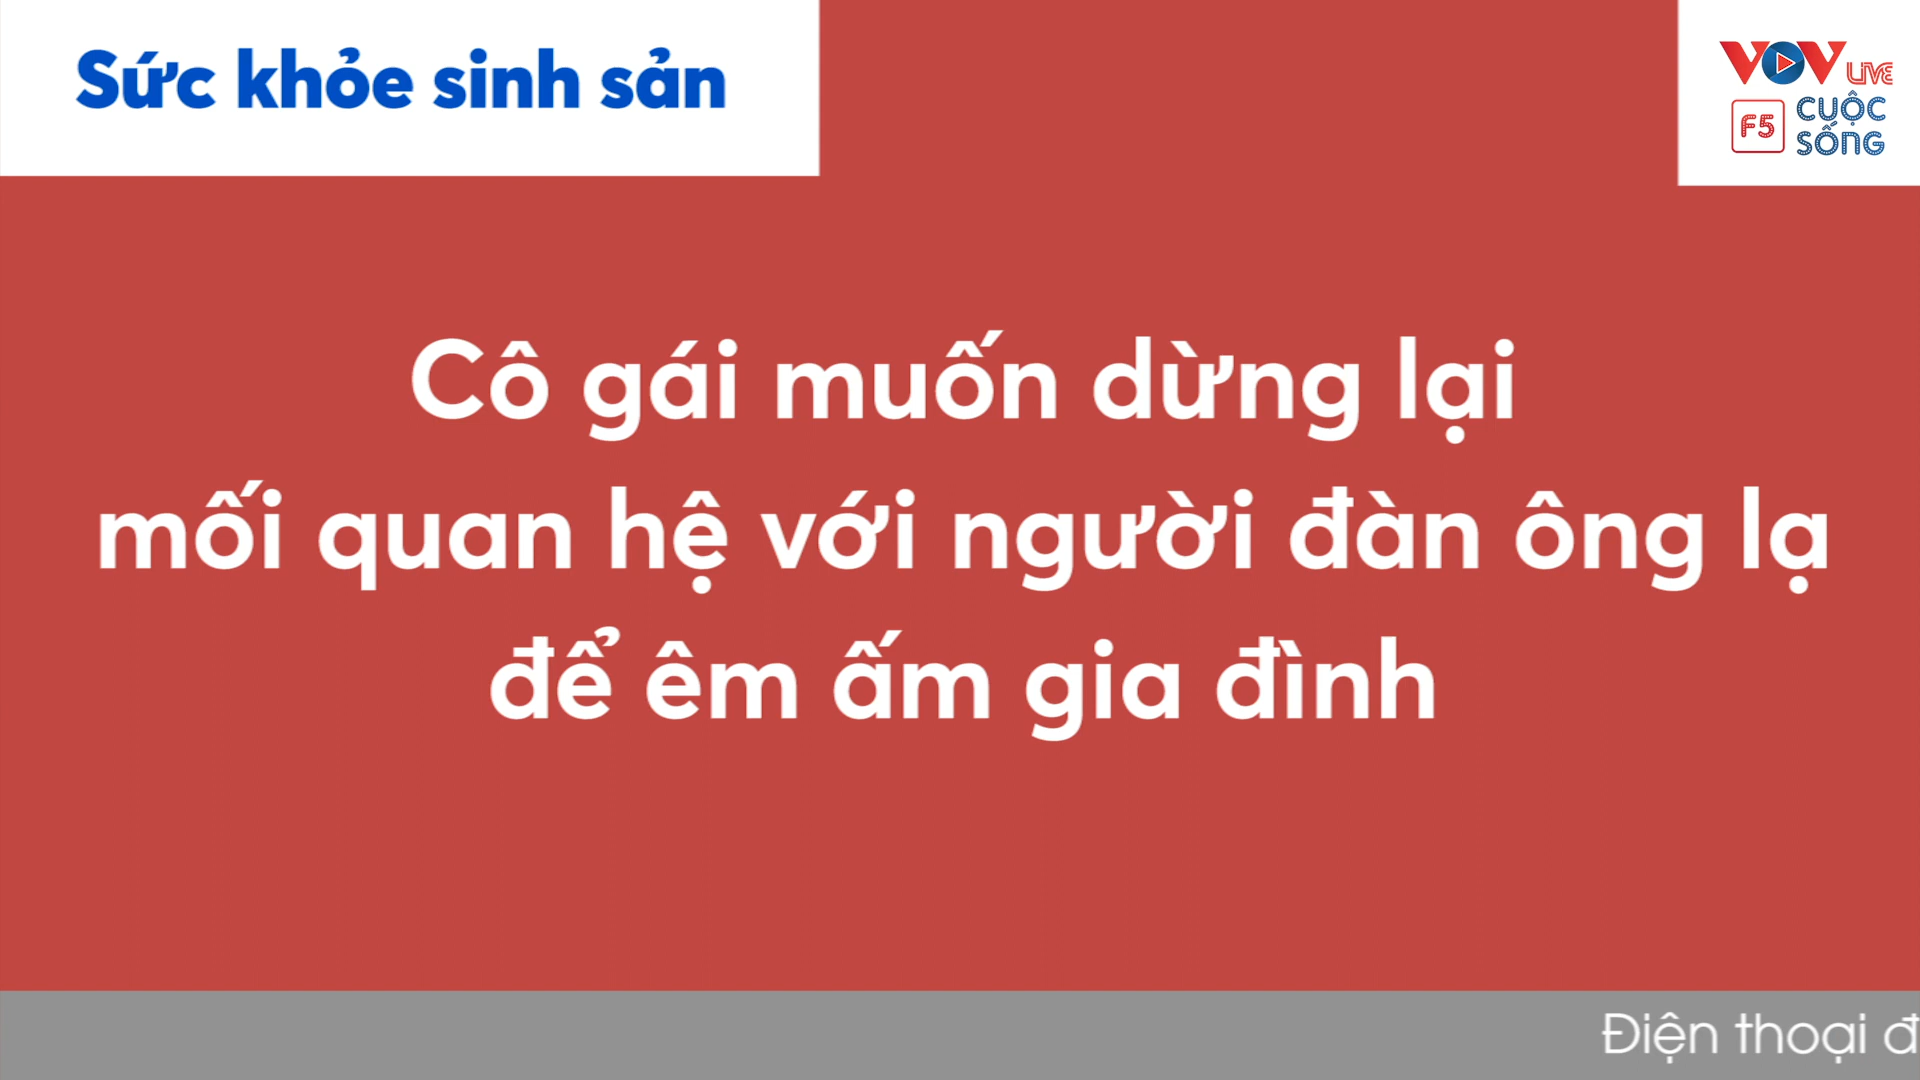 Sức khỏe sinh sản
VOV LIVE
F5 CUỘC
SỐNG
Cô gái muốn dừng lại
mối quan hệ với người đàn ông lạ
để êm ấm gia đình
Điện thoại đ